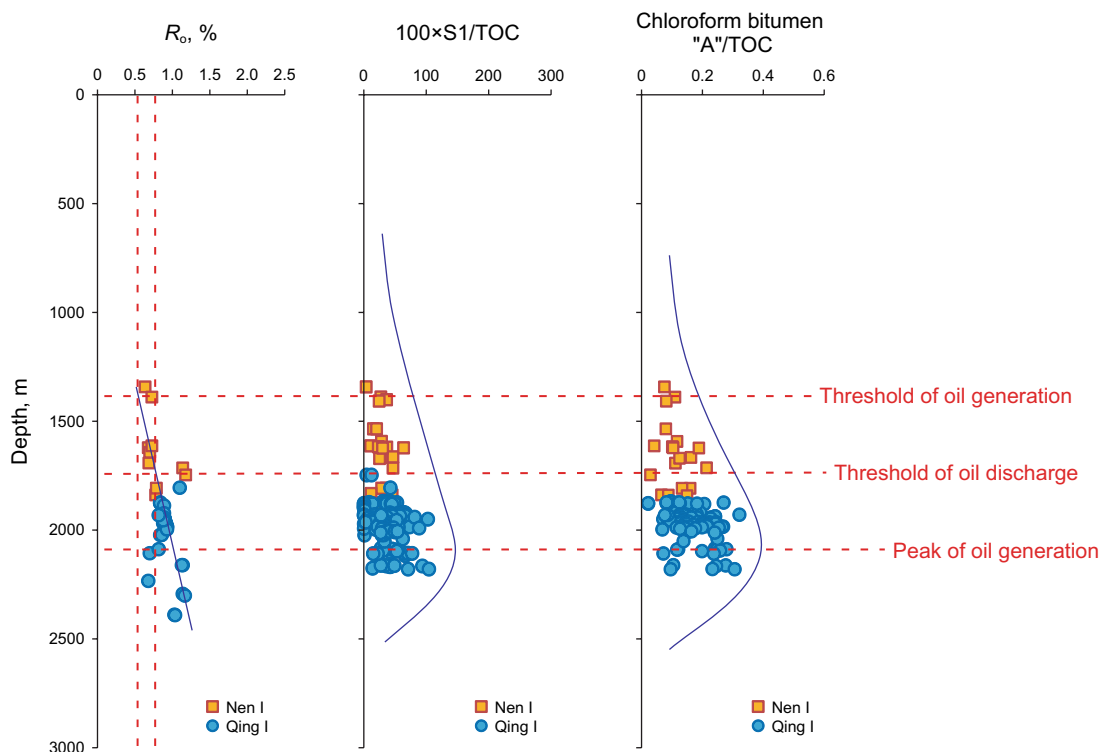 Rₒ, %
100×S1/TOC
Chloroform bitumen
"A"/TOC
0 0.5 1.0 1.5 2.0 2.5
0 100 200 300
0 0.2 0.4 0.6
0
500
1000
1500
2000
2500
3000
Depth, m
Threshold of oil generation
Threshold of oil discharge
Peak of oil generation
Nen I
Qing I
Nen I
Qing I
Nen I
Qing I